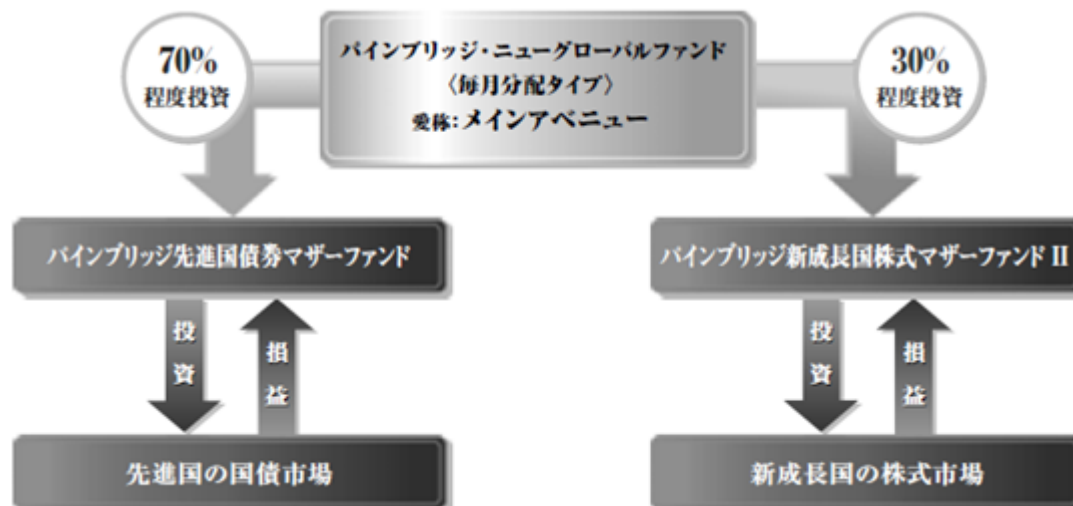 70%
程度投資
パインブリッジ・ニューグローバルファンド
〈毎月分配タイプ〉
愛称：メインアベニュー
30%
程度投資
パインブリッジ先進国債券マザーファンド
パインブリッジ新成長国株式マザーファンドⅡ
投資
損益
投資
損益
先進国の国債市場
新成長国の株式市場